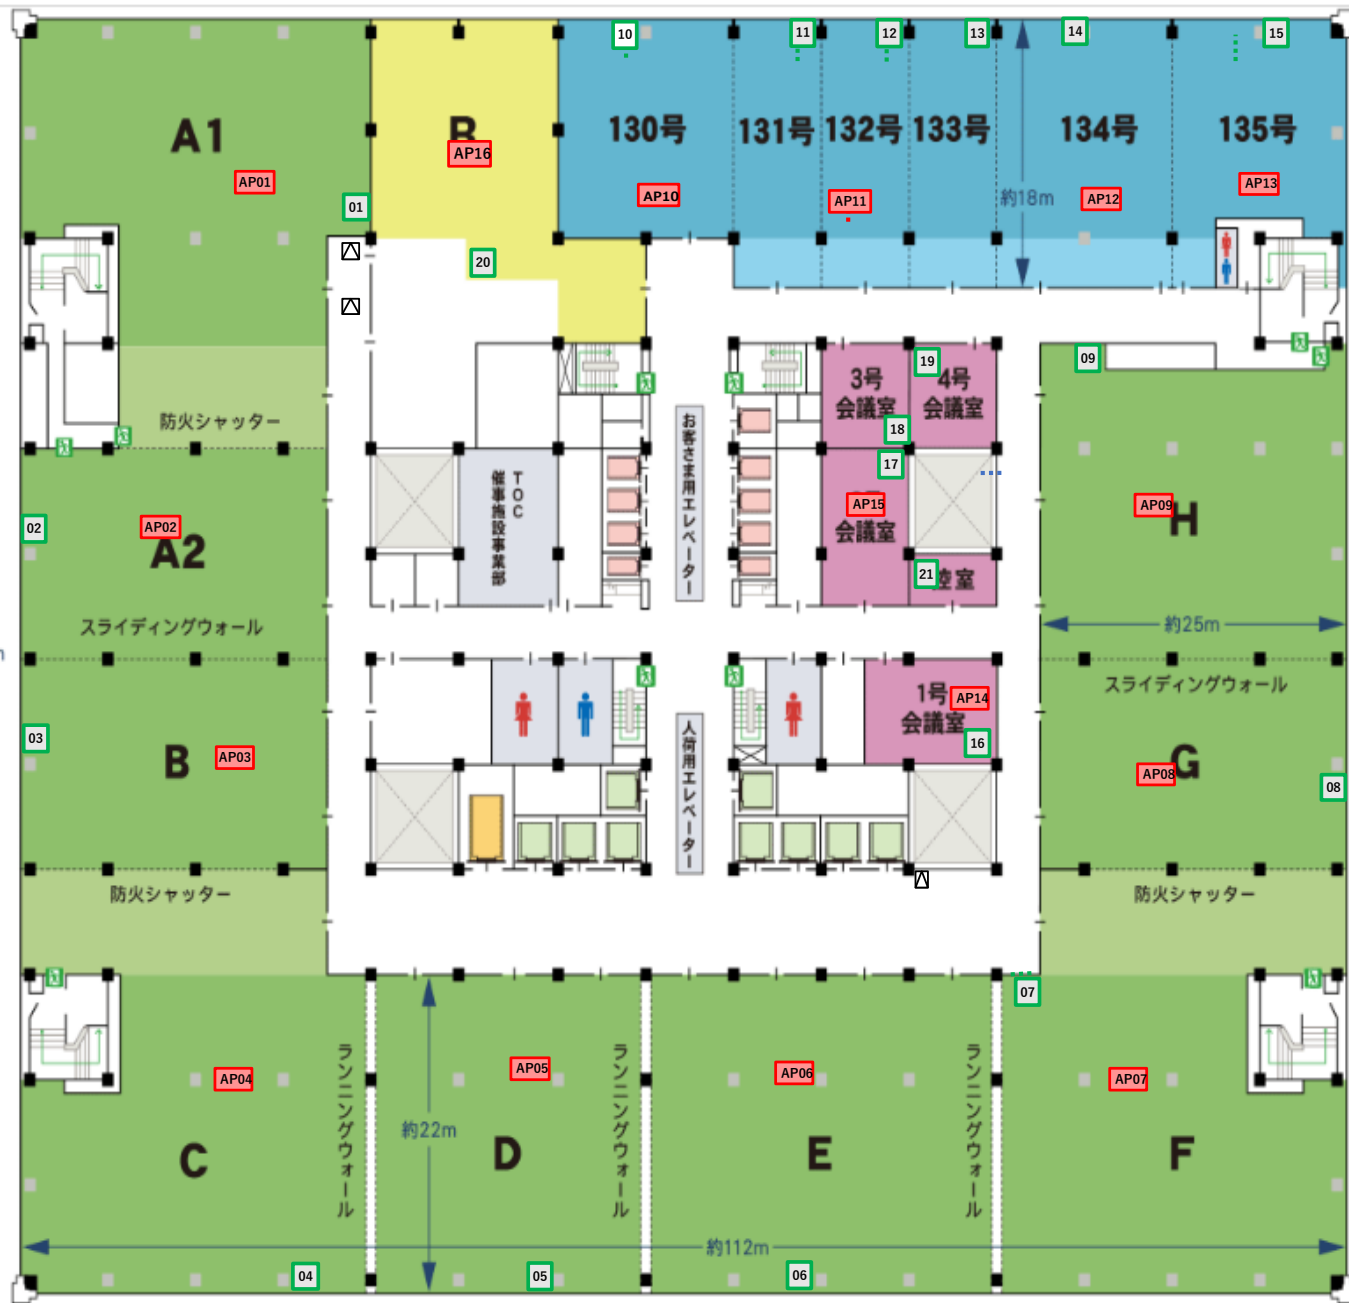 10
11
12
13
14
15
A1
130号
131号
132号
133号
134号
135号
AP16
AP01
AP10
AP11
AP12
AP13
約18m
01
20
09
19
3号
会議室
4号
会議室
18
防火シャッター
17
お客さま用エレベーター
TOC
催事施設事業部
02
AP02
A2
AP15
会議室
AP09
H
21
控室
スライディングウォール
約25m
スライディングウォール
03
B
AP03
1号
会議室
AP14
16
人荷用エレベーター
AP08
G
08
防火シャッター
防火シャッター
07
AP04
AP05
AP06
AP07
ランニングウォール
ランニングウォール
ランニングウォール
約22m
C
D
E
F
約112m
04
05
06